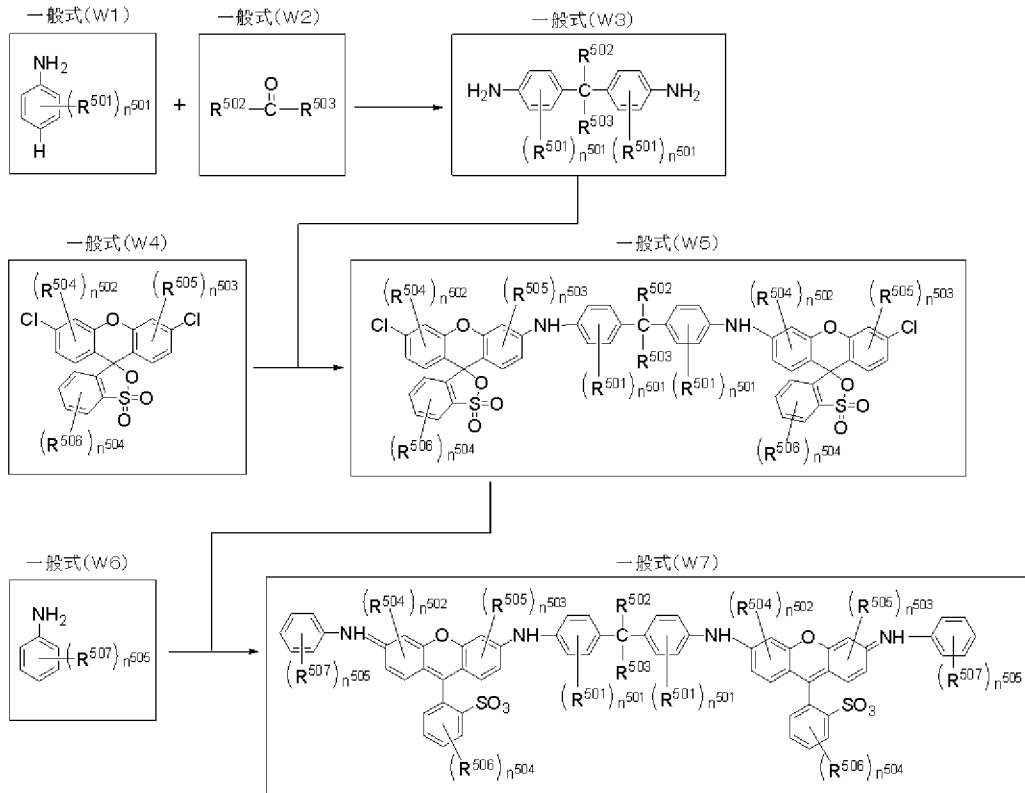 一般式(W1)
一般式(W2)
一般式(W3)
NH2
(R501)n501
H
+
O
R502-C-R503
R502
H2N
C
NH2
R503
(R501)n501 (R501)n501
一般式(W4)
(R504)n502 (R505)n503
Cl O Cl
O
S=O
O
(R506)n504
一般式(W5)
(R504)n502 (R505)n503 R502 (R504)n502 (R505)n503
Cl O NH C NH O Cl
R503
(R501)n501 (R501)n501
O O
S=O S=O
O O
(R506)n504 (R506)n504
一般式(W6)
NH2
(R507)n505
一般式(W7)
(R504)n502 (R505)n503 R502 (R504)n502 (R505)n503
NH O NH C NH O NH
R503
(R507)n505 (R501)n501 (R501)n501 (R507)n505
SO3 SO3
(R506)n504 (R506)n504